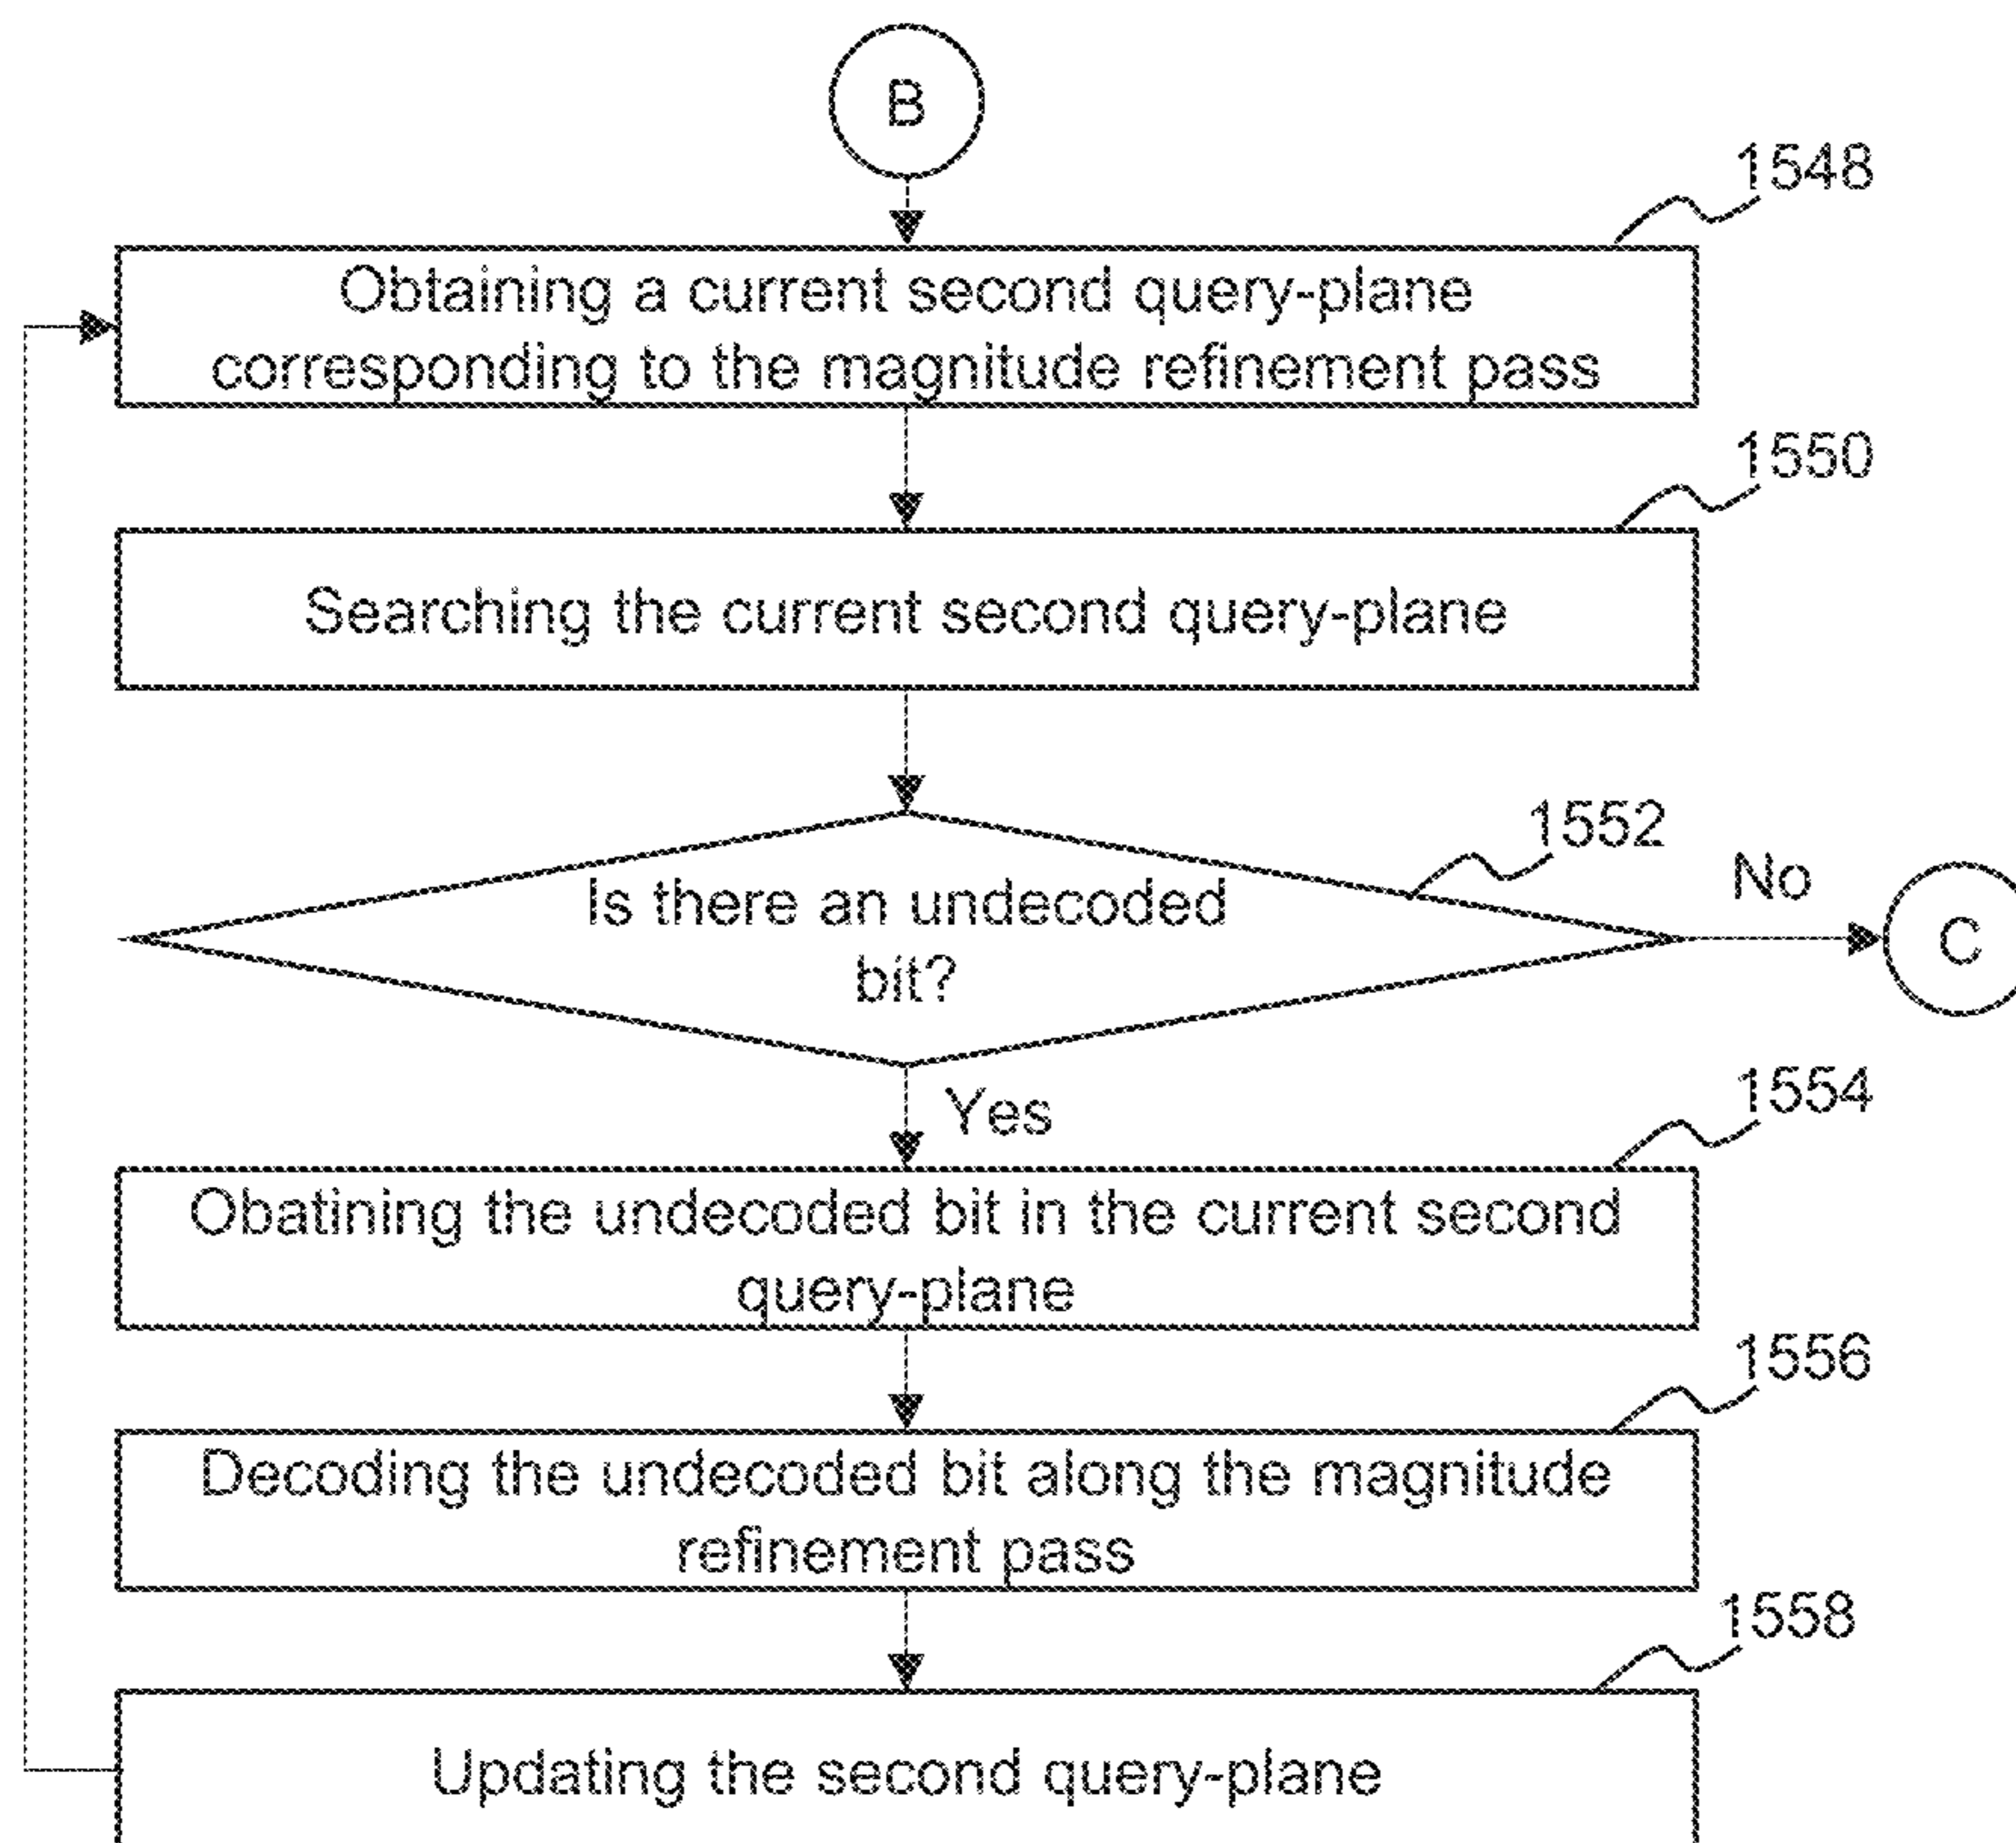 B
1548
Obtaining a current second query-plane
corresponding to the magnitude refinement pass
1550
Searching the current second query-plane
1552
Is there an undecoded
bit?
No
C
Yes
1554
Obatining the undecoded bit in the current second
query-plane
1556
Decoding the undecoded bit along the magnitude
refinement pass
1558
Updating the second query-plane